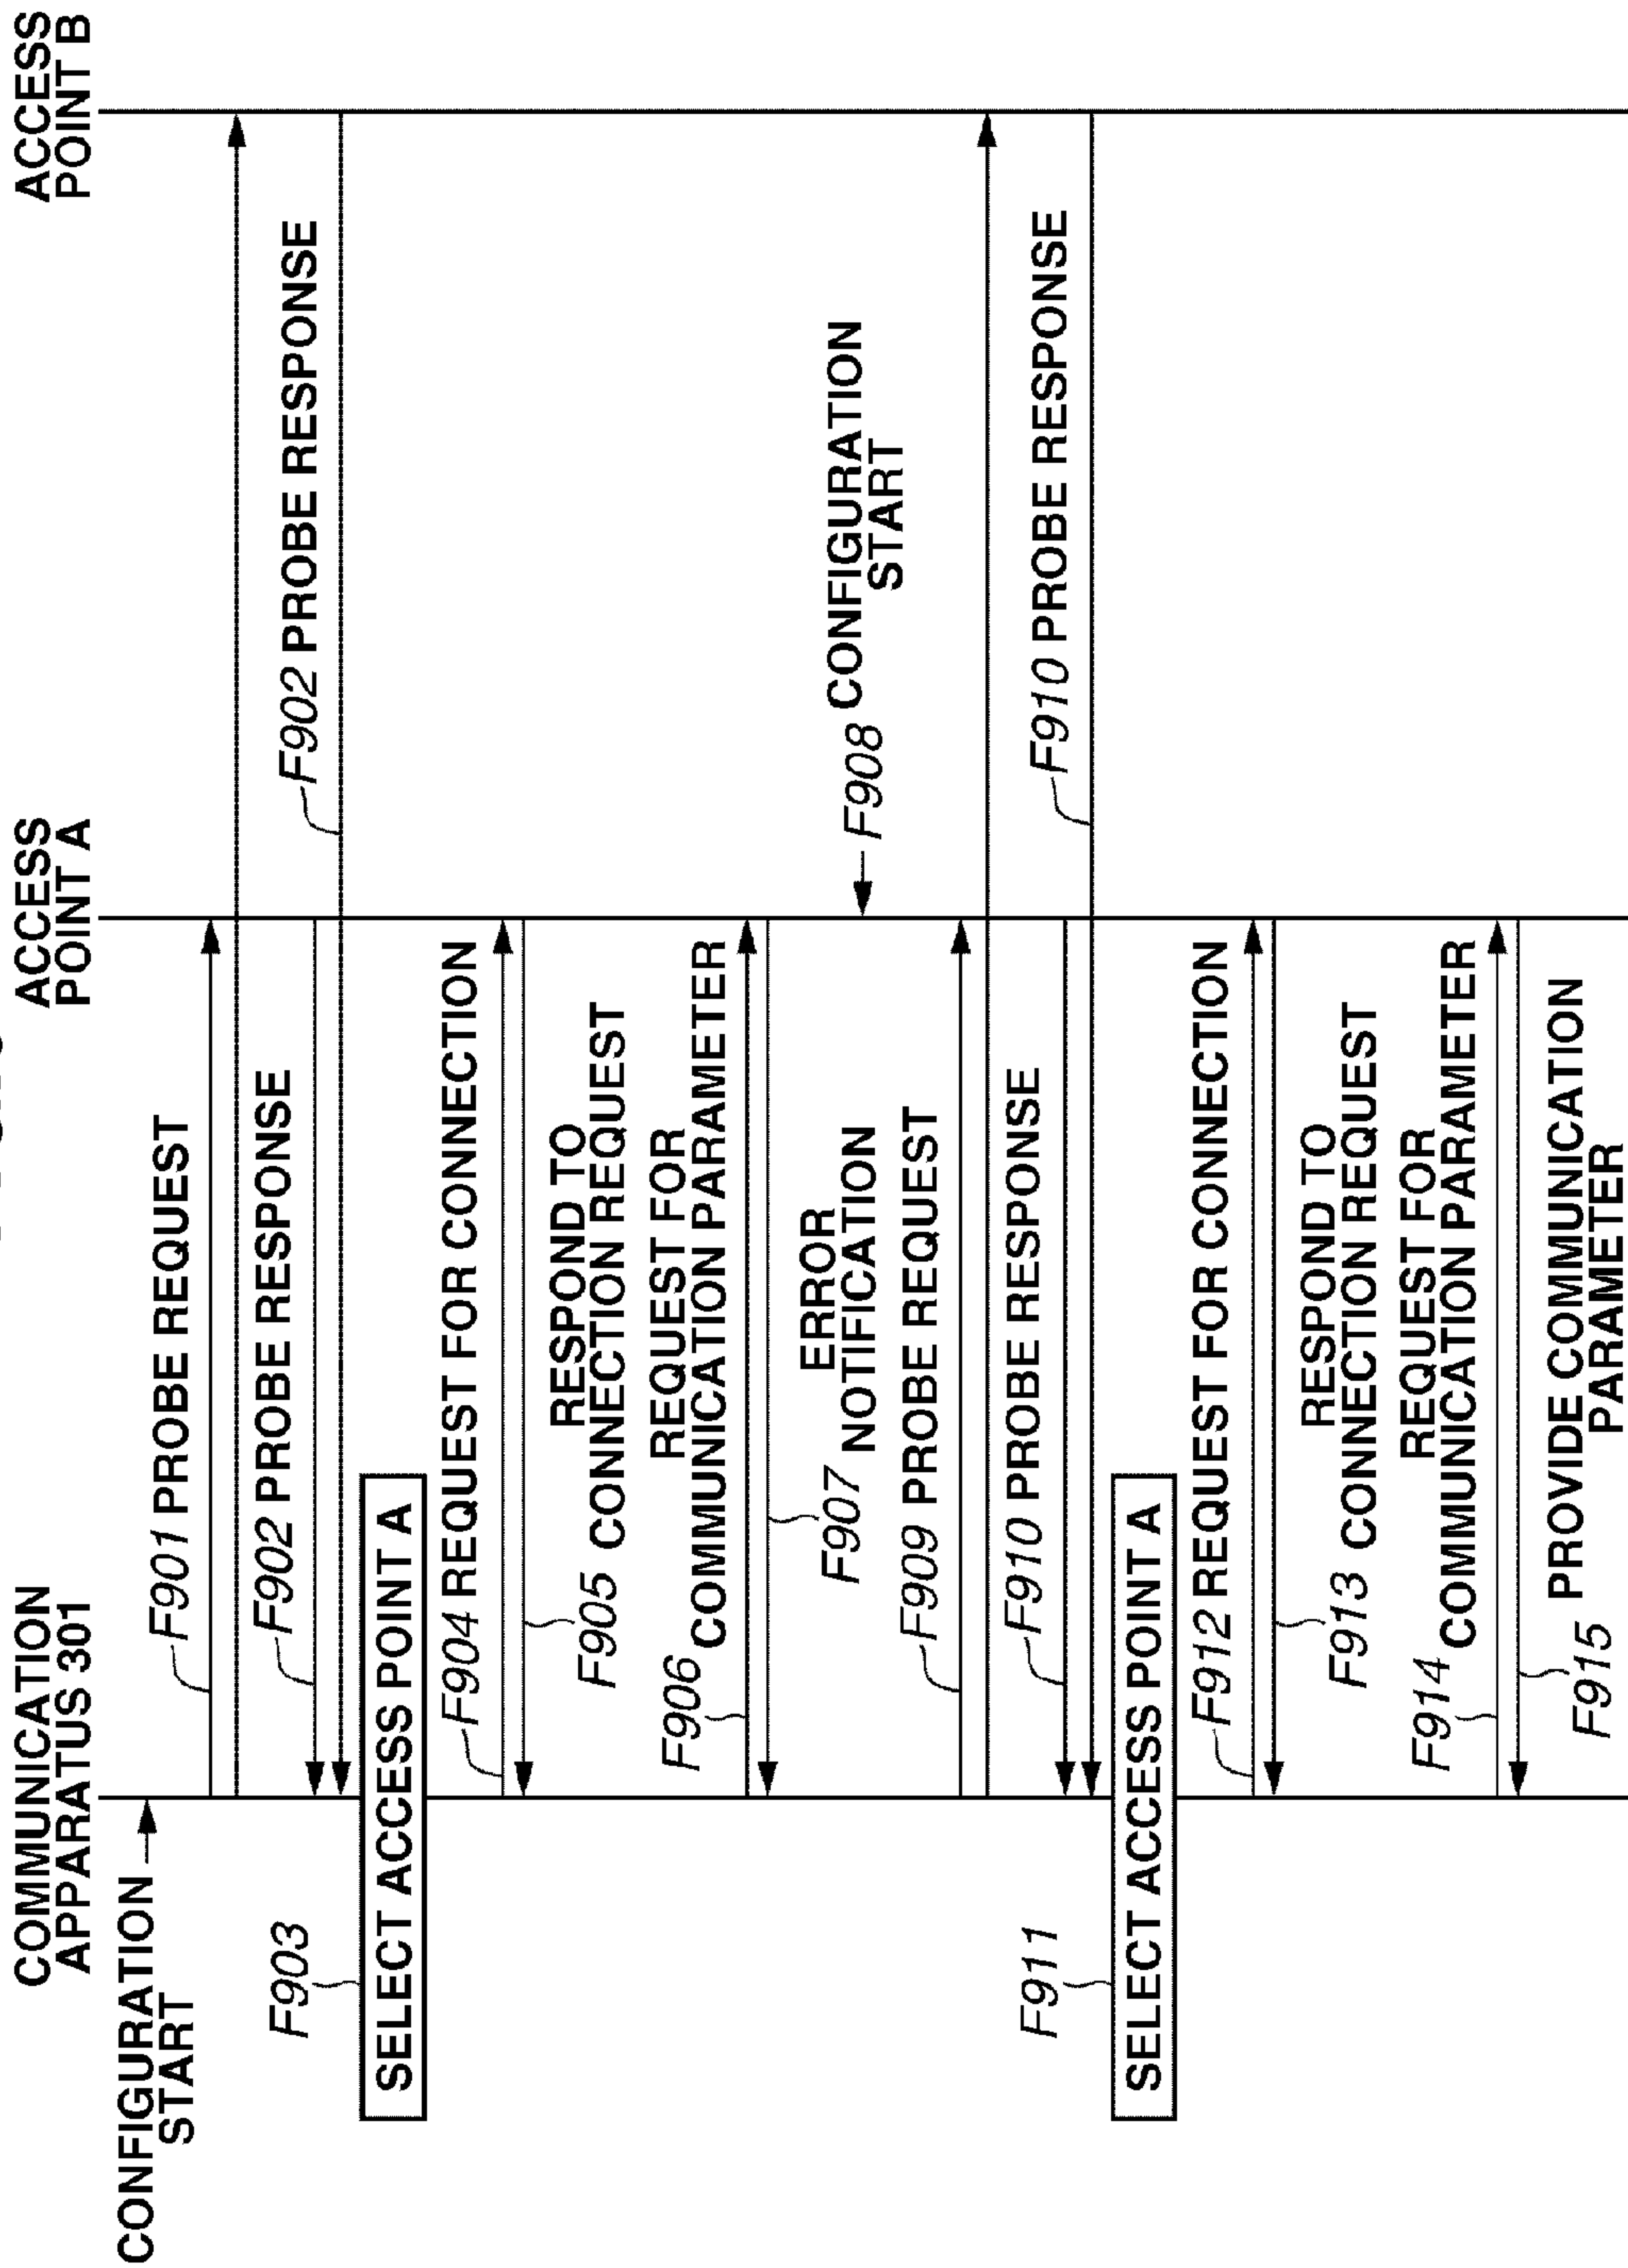 COMMUNICATION
APPARATUS 301
ACCESS
POINT A
ACCESS
POINT B
CONFIGURATION
START
F901 PROBE REQUEST
F902 PROBE RESPONSE
F902 PROBE RESPONSE
F903
SELECT ACCESS POINT A
F904 REQUEST FOR CONNECTION
RESPOND TO
F905 CONNECTION REQUEST
REQUEST FOR
F906 COMMUNICATION PARAMETER
ERROR
F907 NOTIFICATION
F908 CONFIGURATION
START
F909 PROBE REQUEST
F910 PROBE RESPONSE
F910 PROBE RESPONSE
F911
SELECT ACCESS POINT A
F912 REQUEST FOR CONNECTION
RESPOND TO
F913 CONNECTION REQUEST
REQUEST FOR
F914 COMMUNICATION PARAMETER
F915 PROVIDE COMMUNICATION
PARAMETER